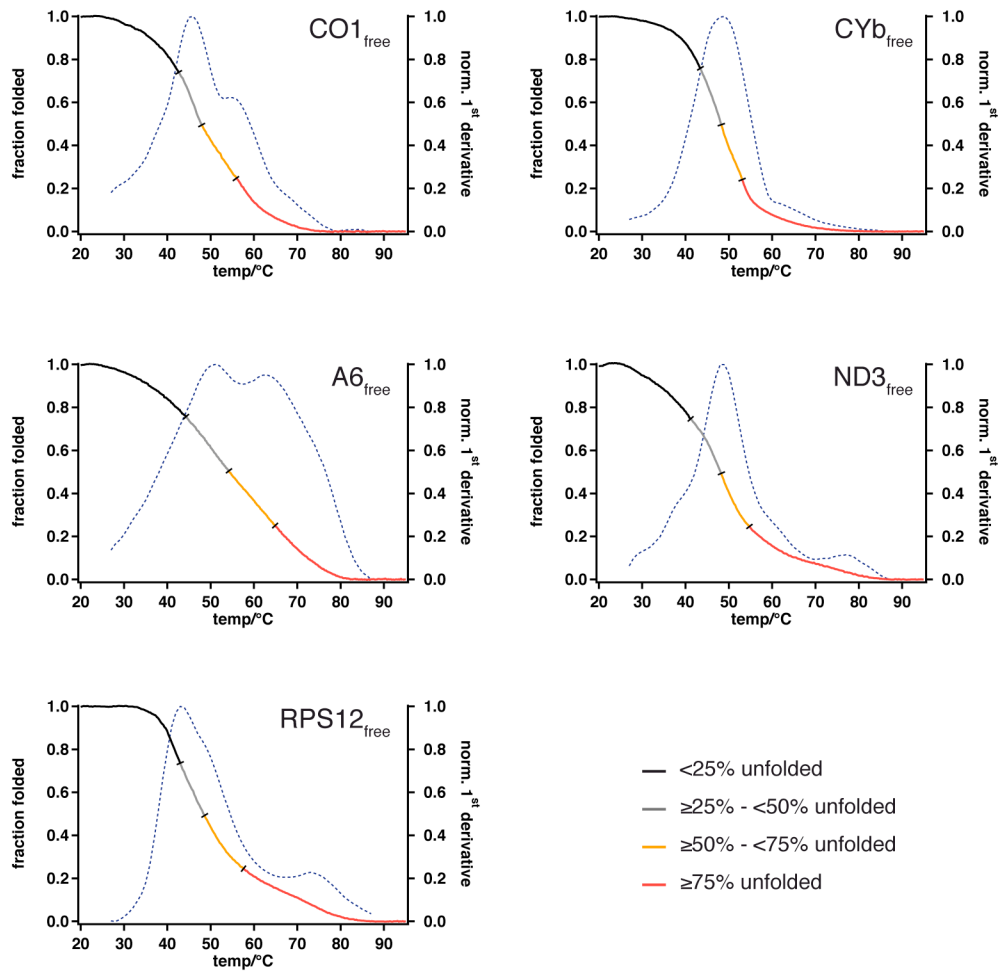 CO1free
fraction folded
1.0
0.8
0.6
0.4
0.2
0.0
20 30 40 50 60 70 80 90
temp/°C
1.0
0.8
0.6
0.4
0.2
0.0
norm. 1st derivative
CYbfree
fraction folded
1.0
0.8
0.6
0.4
0.2
0.0
20 30 40 50 60 70 80 90
temp/°C
1.0
0.8
0.6
0.4
0.2
0.0
norm. 1st derivative
A6free
fraction folded
1.0
0.8
0.6
0.4
0.2
0.0
20 30 40 50 60 70 80 90
temp/°C
1.0
0.8
0.6
0.4
0.2
0.0
norm. 1st derivative
ND3free
fraction folded
1.0
0.8
0.6
0.4
0.2
0.0
20 30 40 50 60 70 80 90
temp/°C
1.0
0.8
0.6
0.4
0.2
0.0
norm. 1st derivative
RPS12free
fraction folded
1.0
0.8
0.6
0.4
0.2
0.0
20 30 40 50 60 70 80 90
temp/°C
1.0
0.8
0.6
0.4
0.2
0.0
norm. 1st derivative
<25% unfolded
≥25% - <50% unfolded
≥50% - <75% unfolded
≥75% unfolded